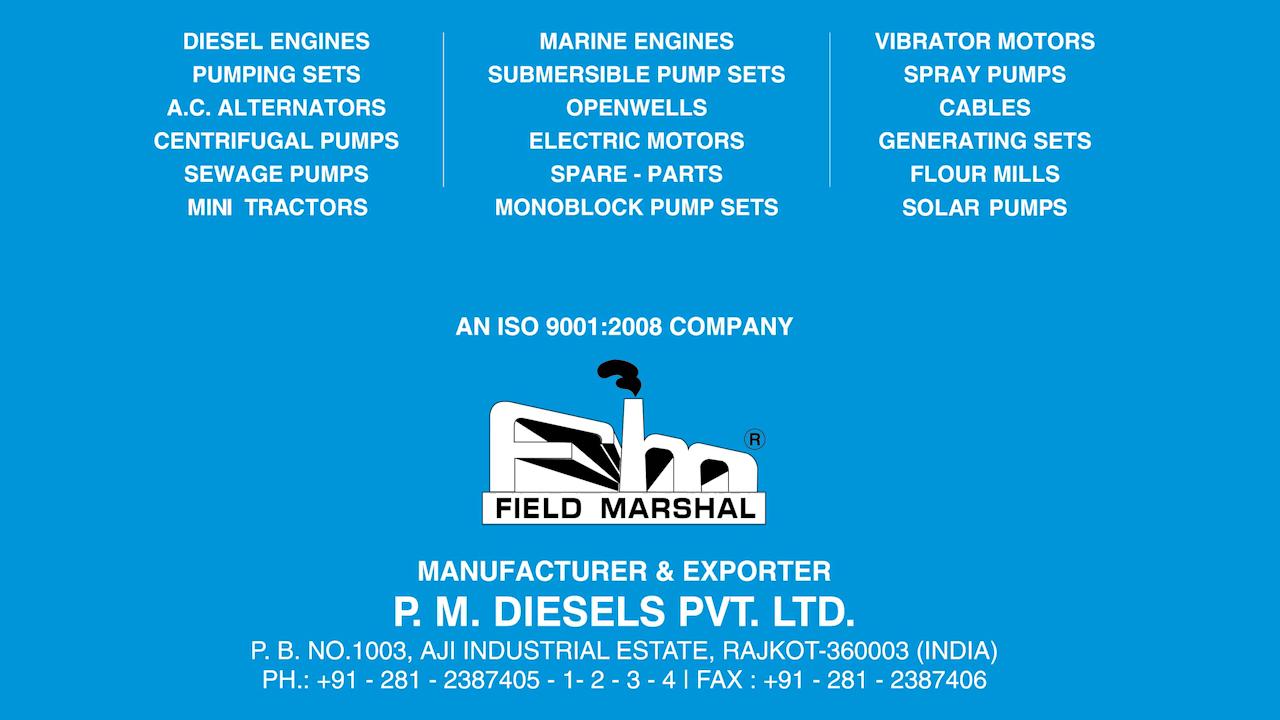 DIESEL ENGINES
PUMPING SETS
A.C. ALTERNATORS
CENTRIFUGAL PUMPS
SEWAGE PUMPS
MINI TRACTORS
MARINE ENGINES
SUBMERSIBLE PUMP SETS
OPENWELLS
ELECTRIC MOTORS
SPARE - PARTS
MONOBLOCK PUMP SETS
VIBRATOR MOTORS
SPRAY PUMPS
CABLES
GENERATING SETS
FLOUR MILLS
SOLAR PUMPS
AN ISO 9001:2008 COMPANY
Fm ®
FIELD MARSHAL
MANUFACTURER & EXPORTER
P. M. DIESELS PVT. LTD.
P. B. NO.1003, AJI INDUSTRIAL ESTATE, RAJKOT-360003 (INDIA)
PH.: +91 - 281 - 2387405 - 1- 2 - 3 - 4 | FAX : +91 - 281 - 2387406